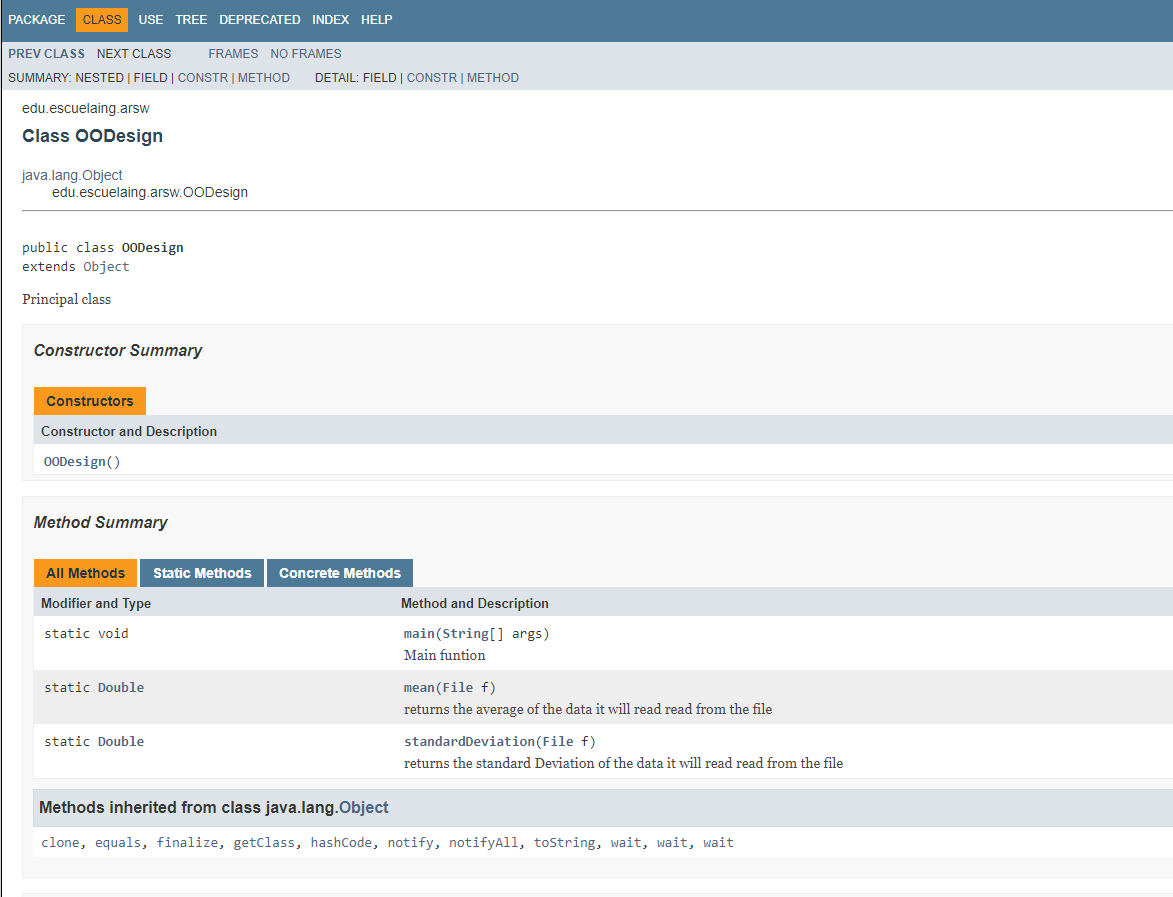 PACKAGE CLASS USE TREE DEPRECATED INDEX HELP
PREV CLASS NEXT CLASS FRAMES NO FRAMES
SUMMARY: NESTED | FIELD | CONSTR | METHOD DETAIL: FIELD | CONSTR | METHOD
edu.escuelaing.arsw
Class OODesign
java.lang.Object
edu.escuelaing.arsw.OODesign
public class OODesign
extends Object
Principal class
Constructor Summary
Constructors
Constructor and Description
OODesign()
Method Summary
All Methods Static Methods Concrete Methods
Modifier and Type Method and Description
static void main(String[] args)
Main funtion
static Double mean(File f)
returns the average of the data it will read read from the file
static Double standardDeviation(File f)
returns the standard Deviation of the data it will read read from the file
Methods inherited from class java.lang.Object
clone, equals, finalize, getClass, hashCode, notify, notifyAll, toString, wait, wait, wait